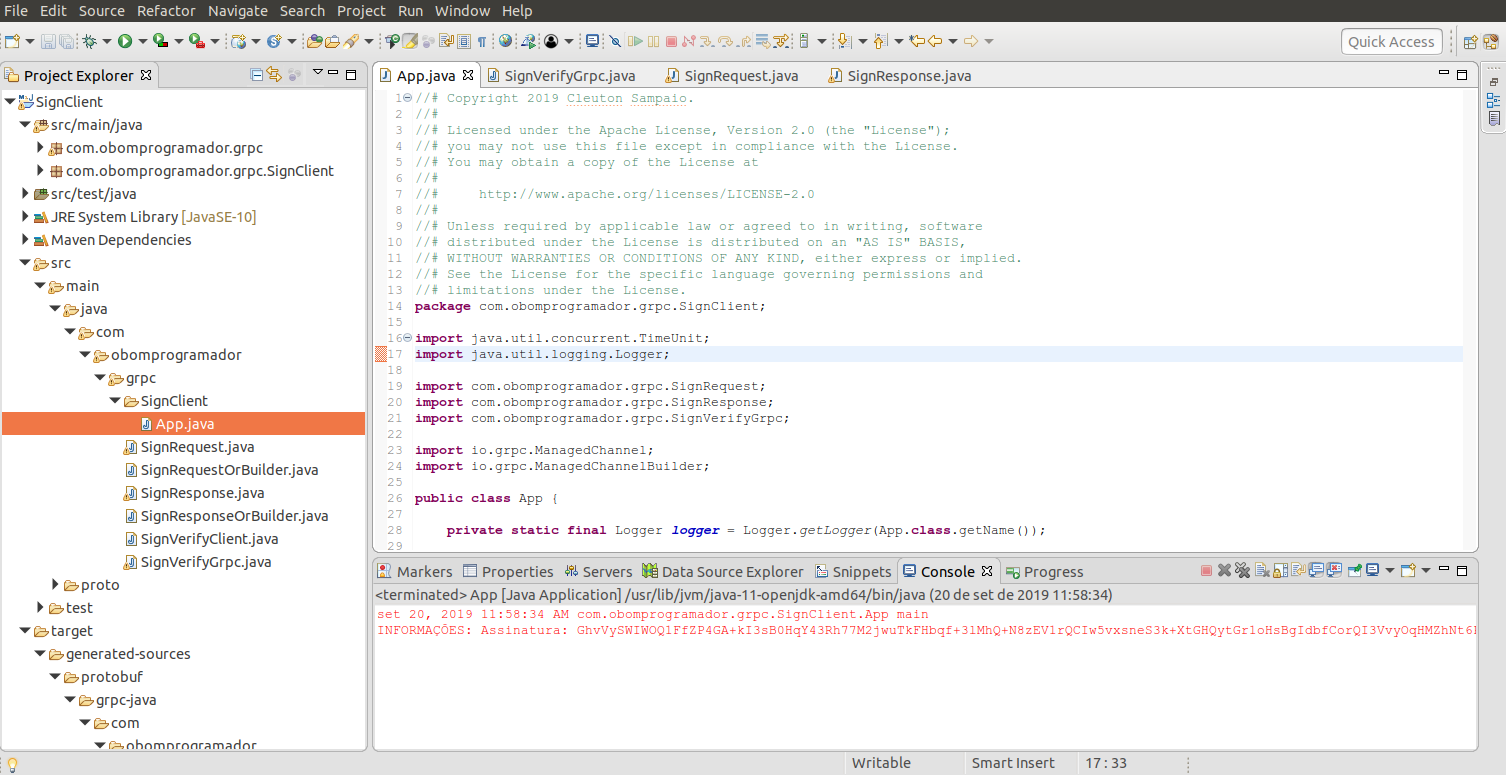 File Edit Source Refactor Navigate Search Project Run Window Help
Quick Access
Project Explorer
SignClient
src/main/java
com.obomprogramador.grpc
com.obomprogramador.grpc.SignClient
src/test/java
JRE System Library [JavaSE-10]
Maven Dependencies
src
main
java
com
obomprogramador
grpc
SignClient
App.java
SignRequest.java
SignRequestOrBuilder.java
SignResponse.java
SignResponseOrBuilder.java
SignVerifyClient.java
SignVerifyGrpc.java
proto
test
target
generated-sources
protobuf
grpc-java
com
obomprogramador
App.java SignVerifyGrpc.java SignRequest.java SignResponse.java
1 //# Copyright 2019 Cleuton Sampaio.
2 //#
3 //# Licensed under the Apache License, Version 2.0 (the "License");
4 //# you may not use this file except in compliance with the License.
5 //# You may obtain a copy of the License at
6 //#
7 //#     http://www.apache.org/licenses/LICENSE-2.0
8 //#
9 //# Unless required by applicable law or agreed to in writing, software
10 //# distributed under the License is distributed on an "AS IS" BASIS,
11 //# WITHOUT WARRANTIES OR CONDITIONS OF ANY KIND, either express or implied.
12 //# See the License for the specific language governing permissions and
13 //# limitations under the License.
14 package com.obomprogramador.grpc.SignClient;
15
16 import java.util.concurrent.TimeUnit;
17 import java.util.logging.Logger;
18
19 import com.obomprogramador.grpc.SignRequest;
20 import com.obomprogramador.grpc.SignResponse;
21 import com.obomprogramador.grpc.SignVerifyGrpc;
22
23 import io.grpc.ManagedChannel;
24 import io.grpc.ManagedChannelBuilder;
25
26 public class App {
27
28     private static final Logger logger = Logger.getLogger(App.class.getName());
29
Markers Properties Servers Data Source Explorer Snippets Console Progress
<terminated> App [Java Application] /usr/lib/jvm/java-11-openjdk-amd64/bin/java (20 de set de 2019 11:58:34)
set 20, 2019 11:58:34 AM com.obomprogramador.grpc.SignClient.App main
INFORMAÇÕES: Assinatura:
Writable Smart Insert 17 : 33